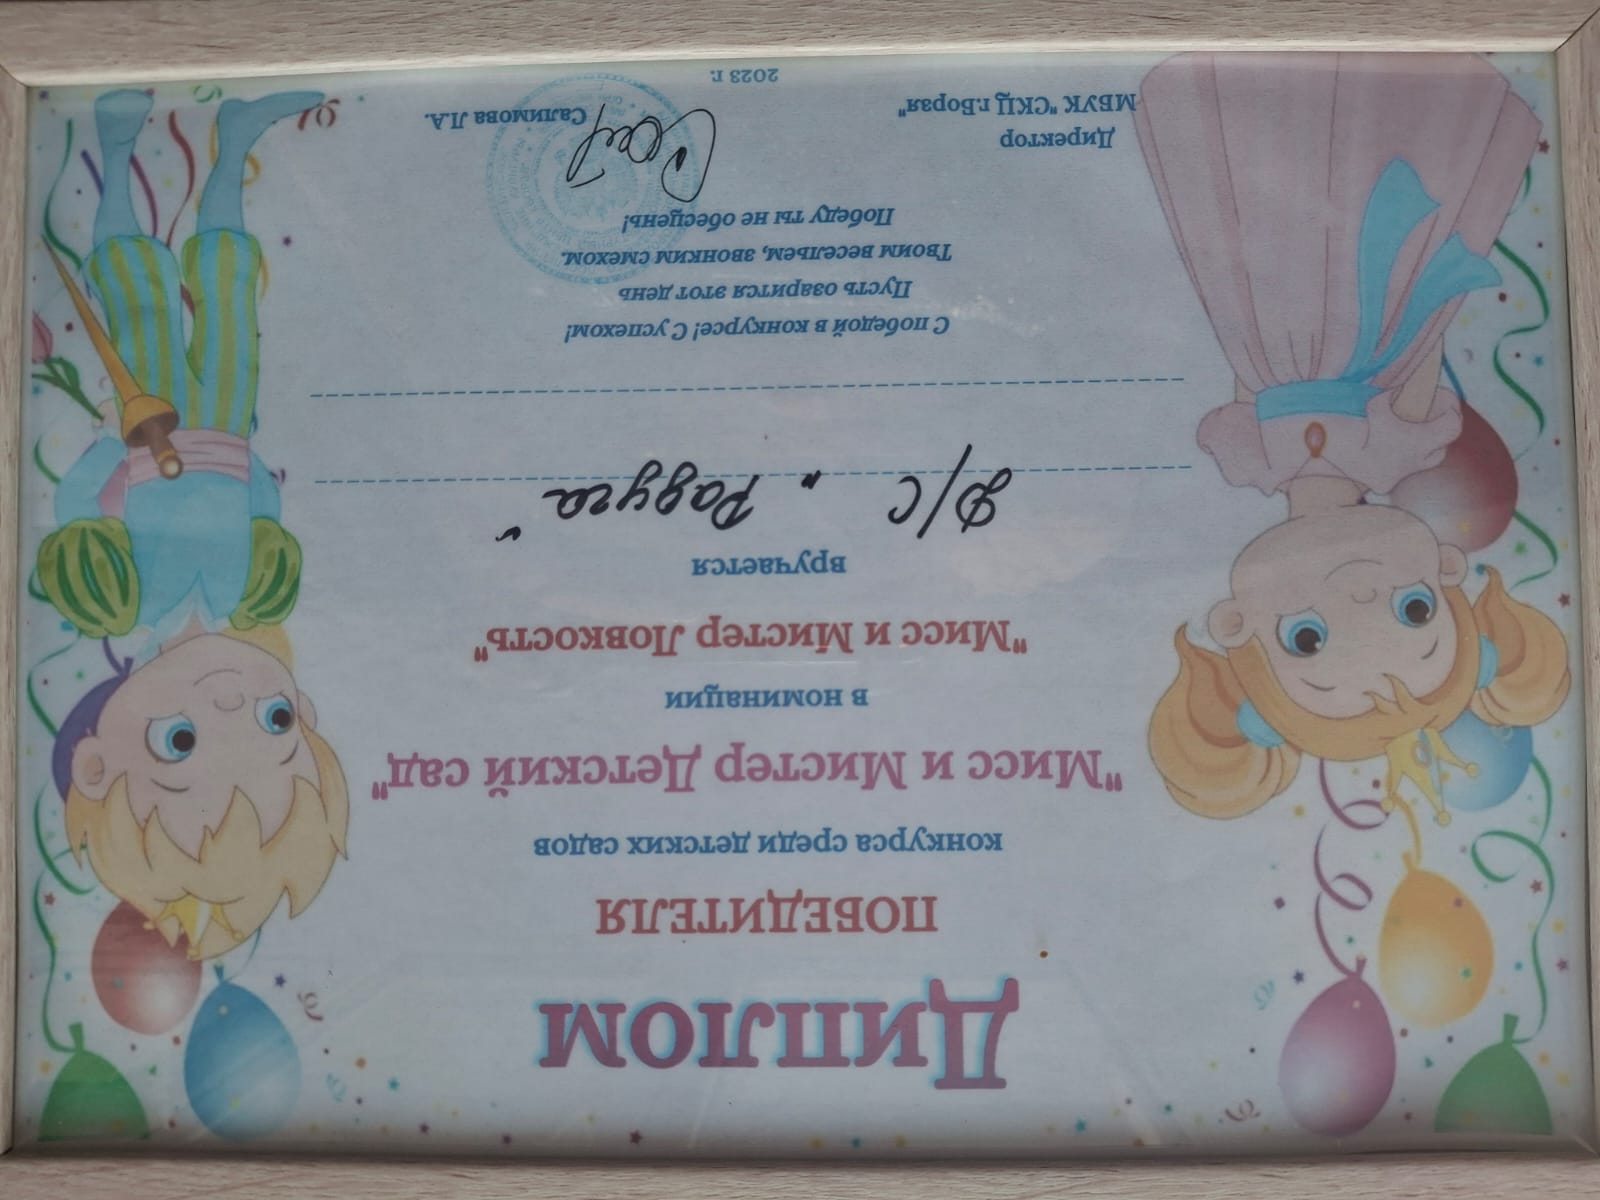 Диплом
ПОБЕДИТЕЛЯ
конкурса среди детских садов
"Мисс и Мистер Детский сад"
в номинации
"Мисс и Мистер Ловкость"
вручается
Д/С „Радуга"
С победой в конкурсе! С успехом!
Пусть озарится этот день
Твоим весельем, звонким смехом.
Победу ты не обесцень!
Директор
МБУК "СКЦ г.Борзя"
Салимова Л.А.
2023 г.